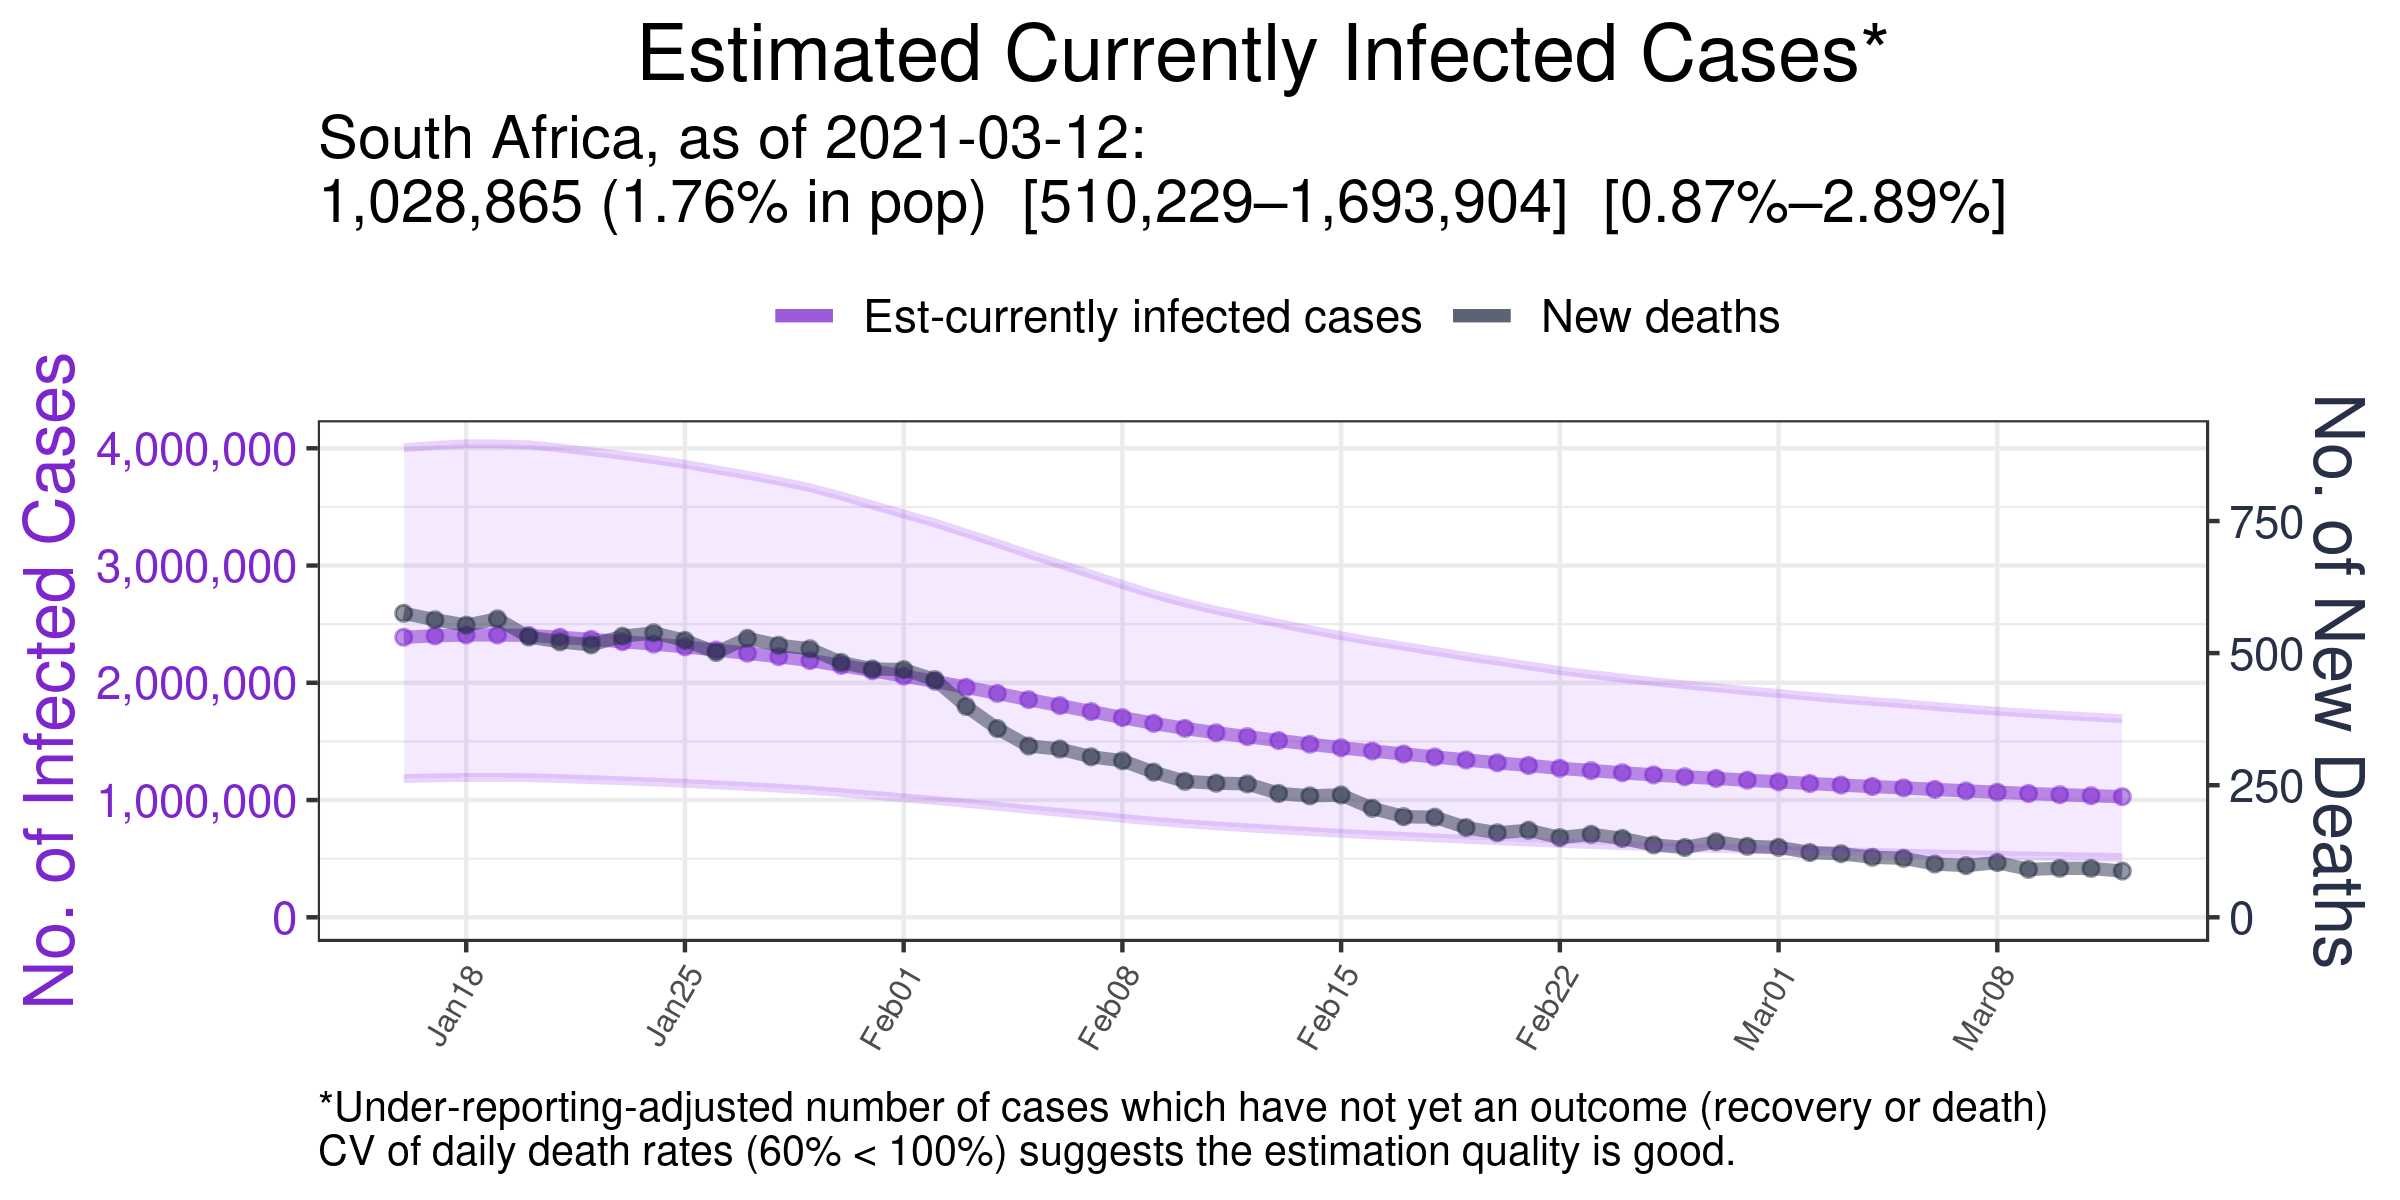 Estimated Currently Infected Cases*
South Africa, as of 2021-03-12:
1,028,865 (1.76% in pop) [510,229–1,693,904] [0.87%–2.89%]
Est-currently infected cases
New deaths
No. of Infected Cases
4,000,000
3,000,000
2,000,000
1,000,000
0
No. of New Deaths
750
500
250
0
Jan18
Jan25
Feb01
Feb08
Feb15
Feb22
Mar01
Mar08
*Under-reporting-adjusted number of cases which have not yet an outcome (recovery or death)
CV of daily death rates (60% < 100%) suggests the estimation quality is good.